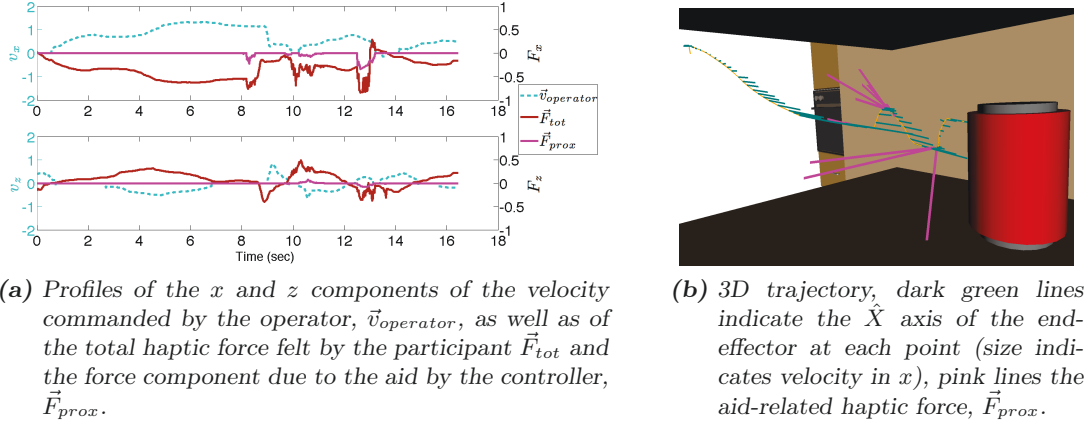 2
1
0
-1
-2
v_x
1
0.5
0
-0.5
-1
F_x
0 2 4 6 8 10 12 14 16 18
v⃗_operator
F⃗_tot
F⃗_prox
2
1
0
-1
-2
v_z
1
0.5
0
-0.5
-1
F_z
0 2 4 6 8 10 12 14 16 18
Time (sec)
(a) Profiles of the x and z components of the velocity
commanded by the operator, v⃗_operator, as well as of
the total haptic force felt by the participant F⃗_tot and
the force component due to the aid by the controller,
F⃗_prox.
(b) 3D trajectory, dark green lines
indicate the X̂ axis of the end-
effector at each point (size indi-
cates velocity in x), pink lines the
aid-related haptic force, F⃗_prox.